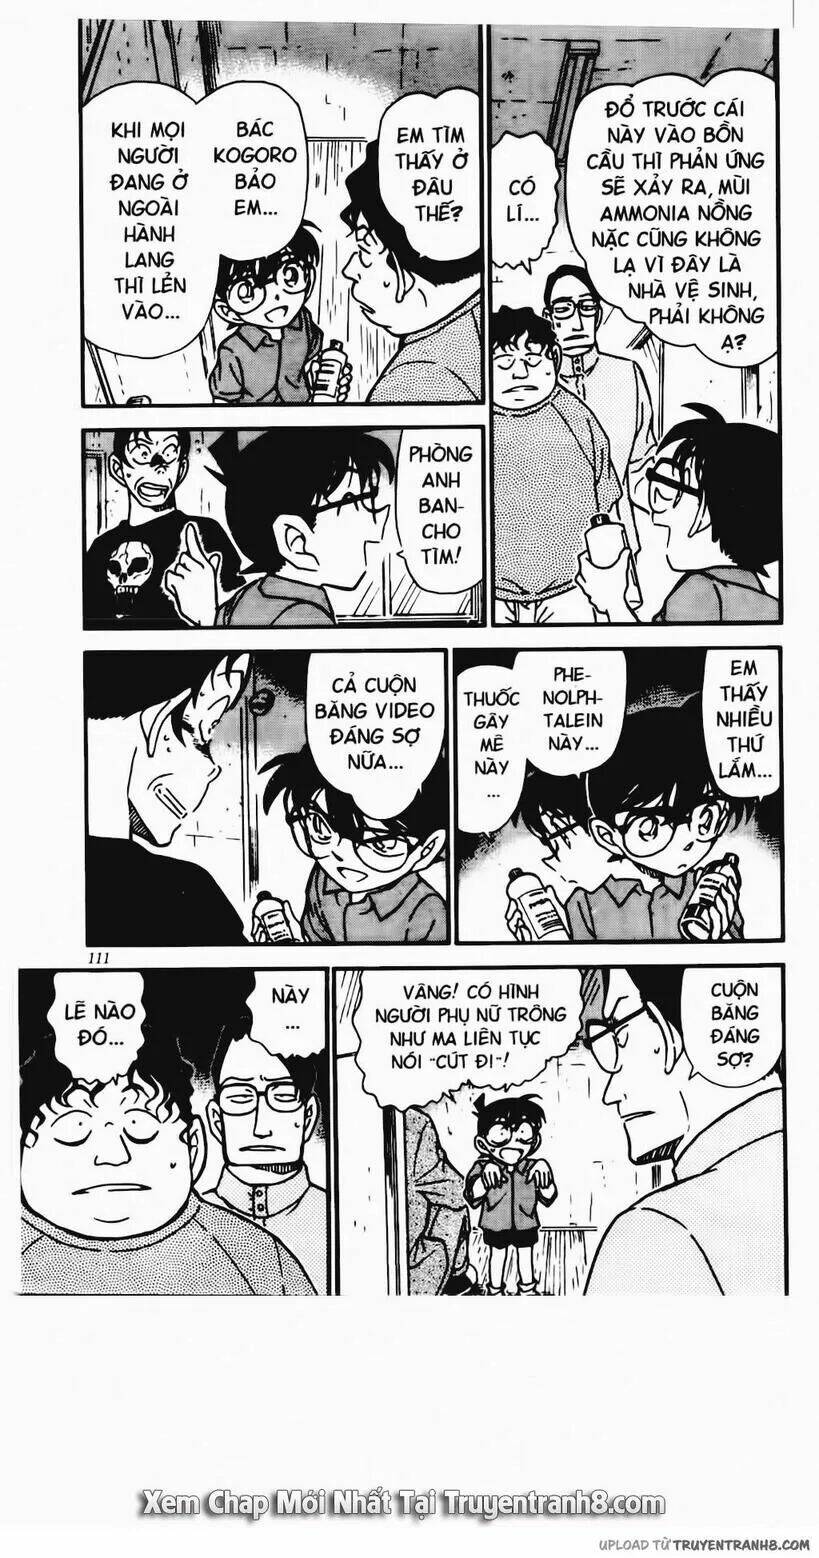 ĐỔ TRƯỚC CÁI
NÀY VÀO BỒN
CẦU THÌ PHẢN ỨNG
SẼ XẢY RA, MÙI
AMMONIA NỒNG
NẶC CŨNG KHÔNG
LẠ VÌ ĐÂY LÀ
NHÀ VỆ SINH,
PHẢI KHÔNG
Ạ?
CÓ
LÍ...
EM TÌM
THẤY Ở
ĐÂU
THẾ?
BÁC
KOGORO
BẢO
EM...
KHI MỌI
NGƯỜI
ĐANG Ở
NGOÀI
HÀNH
LANG
THÌ LẺN
VÀO...
PHÒNG
ANH
BAN-
CHO
TÌM!
EM
THẤY
NHIỀU
THỨ
LẮM...
PHE-
NOLPH-
TALEIN
NÀY...
THUỐC
GÂY
MÊ NÀY
...
CẢ CUỘN
BĂNG VIDEO
ĐÁNG SỢ
NỮA...
111
CUỘN
BĂNG
ĐÁNG
SỢ?
VÂNG! CÓ HÌNH
NGƯỜI PHỤ NỮ TRÔNG
NHƯ MA LIÊN TỤC
NÓI "CÚT ĐI"!
NÀY
...
LẼ NÀO
ĐÓ...
Xem Chap Mới Nhất Tại Truyentranh8.com
UPLOAD TỪ TRUYENTRANH8.COM